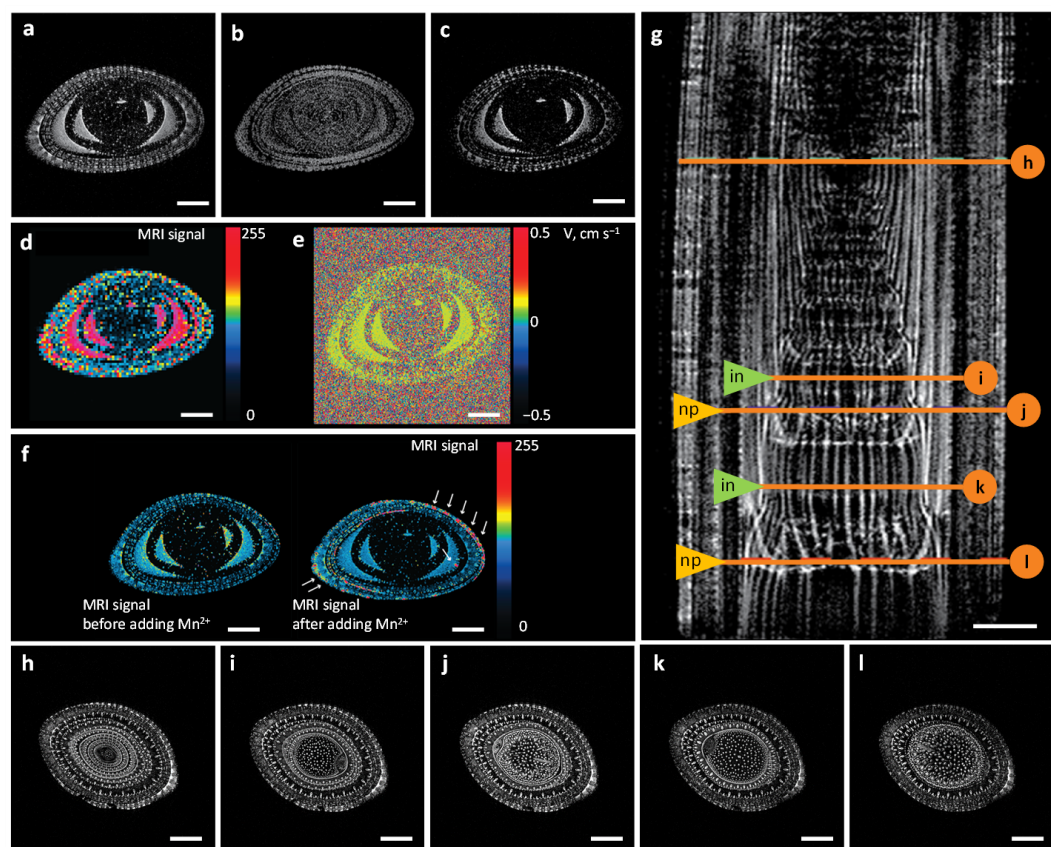 a
b
c
g
h
d
MRI signal
255
0
e
0.5
V, cm s⁻¹
0
−0.5
in
i
np
j
f
MRI signal
255
0
MRI signal
before adding Mn²⁺
MRI signal
after adding Mn²⁺
in
k
np
l
h
i
j
k
l